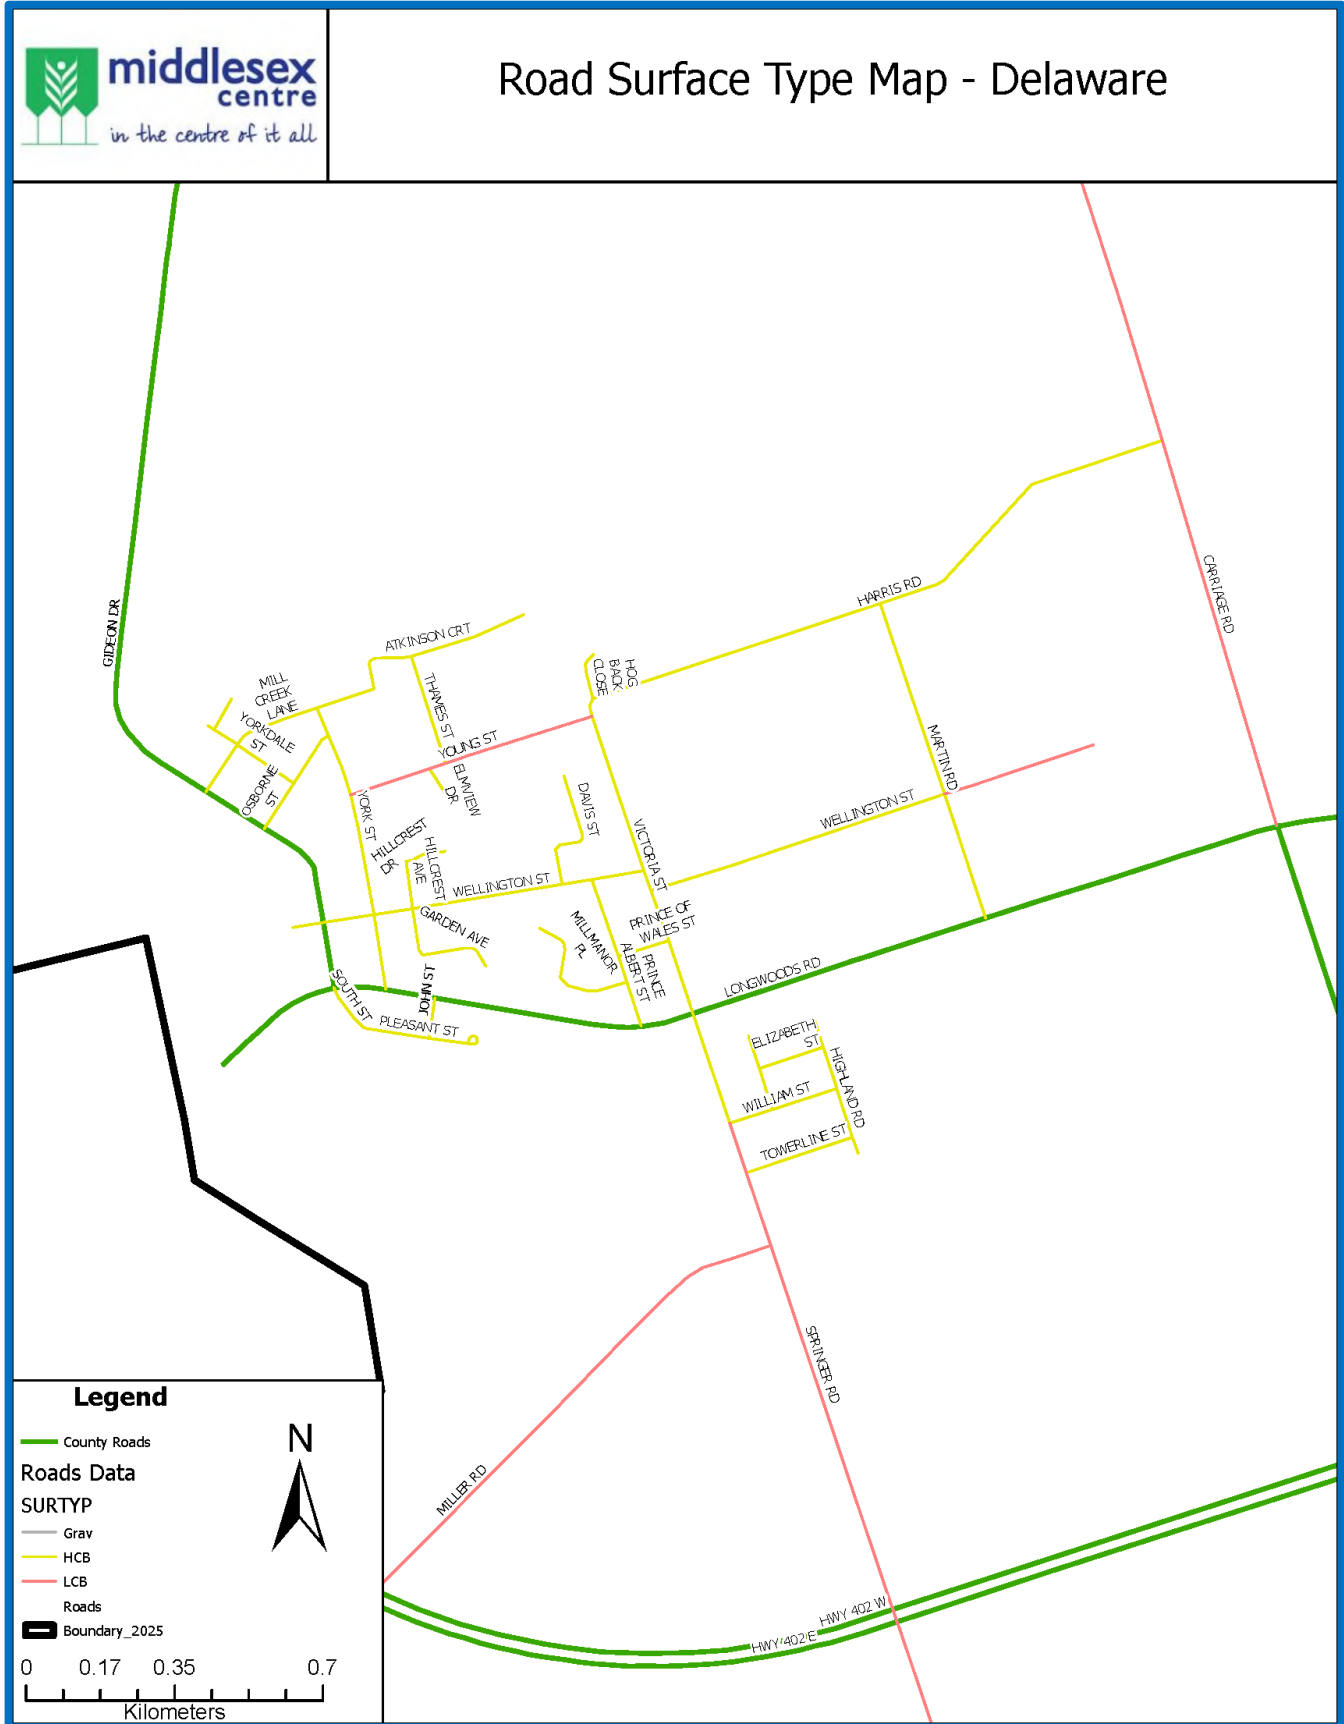 middlesex
centre
in the centre of it all
Road Surface Type Map - Delaware
GIDEON DR
CARRIAGE RD
HARRIS RD
ATKINSON CRT
MILL
CREEK
LANE
HOG
BACK
CLOSE
THAMES ST
YORKDALE
ST
YOUNG ST
MARTIN RD
OSBORNE
ST
ELMVIEW
DR
YORK ST
DAVIS ST
VICTORIA ST
WELLINGTON ST
HILLCREST
DR
HILLCREST
AVE
WELLINGTON ST
GARDEN AVE
MILLMANOR
PL
PRINCE OF
WALES ST
PRINCE
ALBERT ST
LONGWOODS RD
SOUTH ST
JOHN ST
PLEASANT ST
ELIZABETH
ST
HIGHLAND RD
WILLIAM ST
TOWERLINE ST
SPRINGER RD
MILLER RD
HWY 402 W
HWY 402 E
Legend
County Roads
Roads Data
SURTYP
Grav
HCB
LCB
Roads
Boundary_2025
N
0 0.17 0.35 0.7
Kilometers